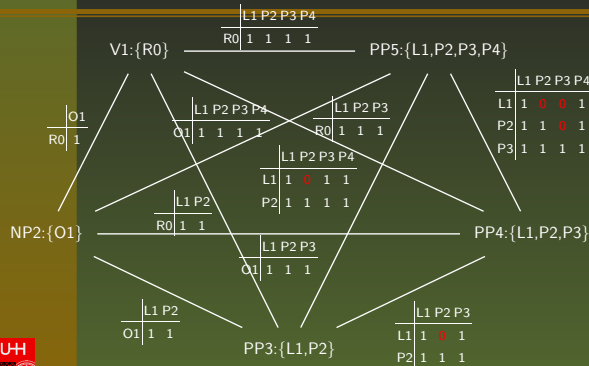 L1 P2 P3 P4
R0 1 1 1 1
V1:{R0}
PP5:{L1,P2,P3,P4}
L1 P2 P3 P4
L1 1 0 0 1
P2 1 1 0 1
P3 1 1 1 1
O1
R0 1
L1 P2 P3 P4
O1 1 1 1 1
L1 P2 P3
R0 1 1 1
L1 P2 P3 P4
L1 1 0 1 1
P2 1 1 1 1
L1 P2
R0 1 1
NP2:{O1}
PP4:{L1,P2,P3}
L1 P2 P3
O1 1 1 1
L1 P2
O1 1 1
L1 P2 P3
L1 1 0 1
P2 1 1 1
PP3:{L1,P2}
UHH